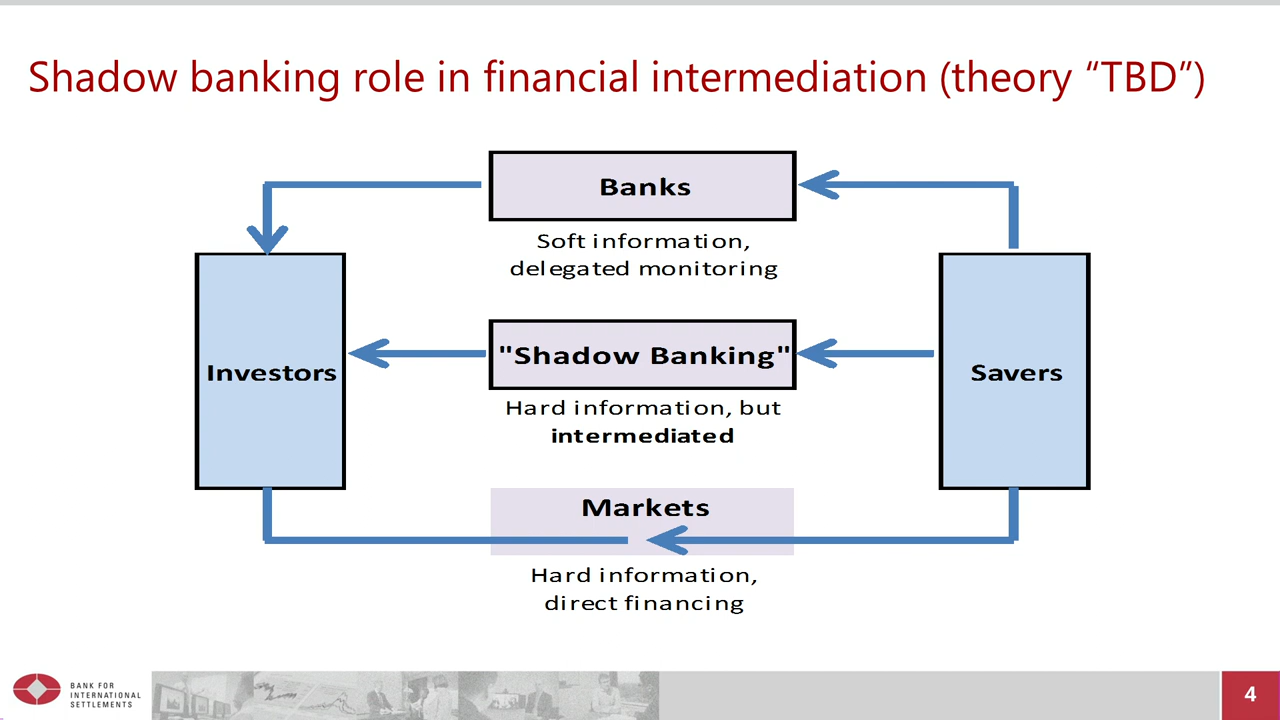 Shadow banking role in financial intermediation (theory “TBD”)
Banks
Soft information,
delegated monitoring
Investors
"Shadow Banking"
Savers
Hard information, but
intermediated
Markets
Hard information,
direct financing
BANK FOR
INTERNATIONAL
SETTLEMENTS
4